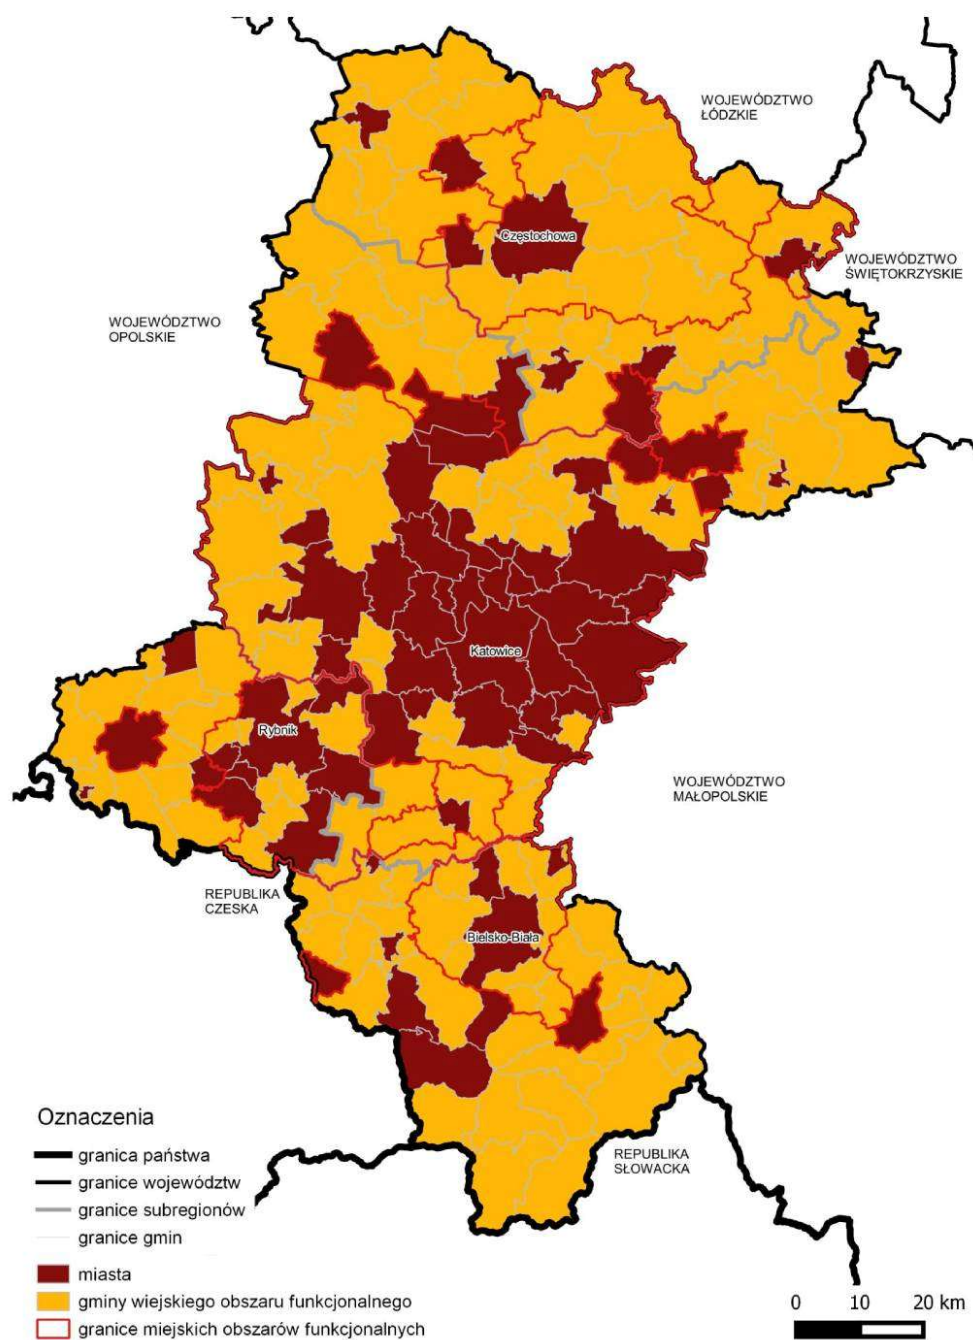 WOJEWÓDZTWO
ŁÓDZKIE
Częstochowa
WOJEWÓDZTWO
ŚWIĘTOKRZYSKIE
WOJEWÓDZTWO
OPOLSKIE
Katowice
Rybnik
WOJEWÓDZTWO
MAŁOPOLSKIE
REPUBLIKA
CZESKA
Bielsko-Biała
REPUBLIKA
SŁOWACKA
Oznaczenia
granica państwa
granice województw
granice subregionów
granice gmin
miasta
gminy wiejskiego obszaru funkcjonalnego
granice miejskich obszarów funkcjonalnych
0 10 20 km